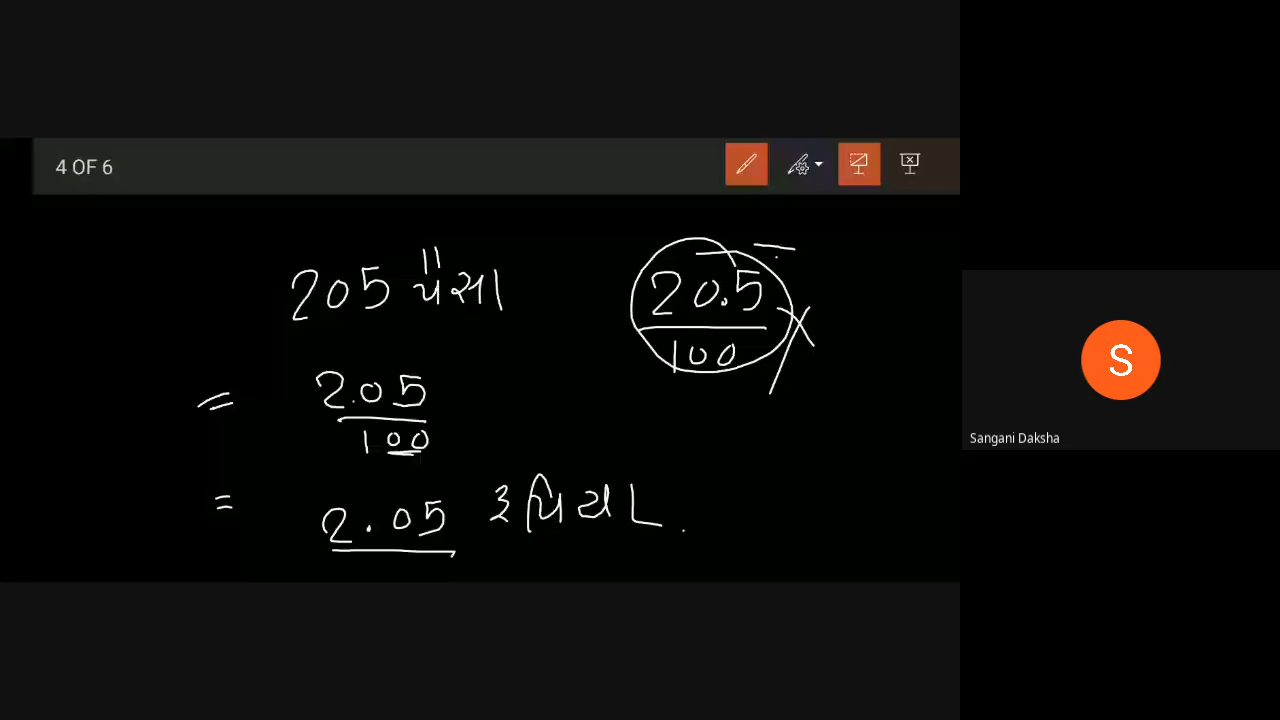 4 OF 6
205 પૈસા
20.5
100
= 2.05
100
= 2.05 રૂપિયા.
S
Sangani Daksha